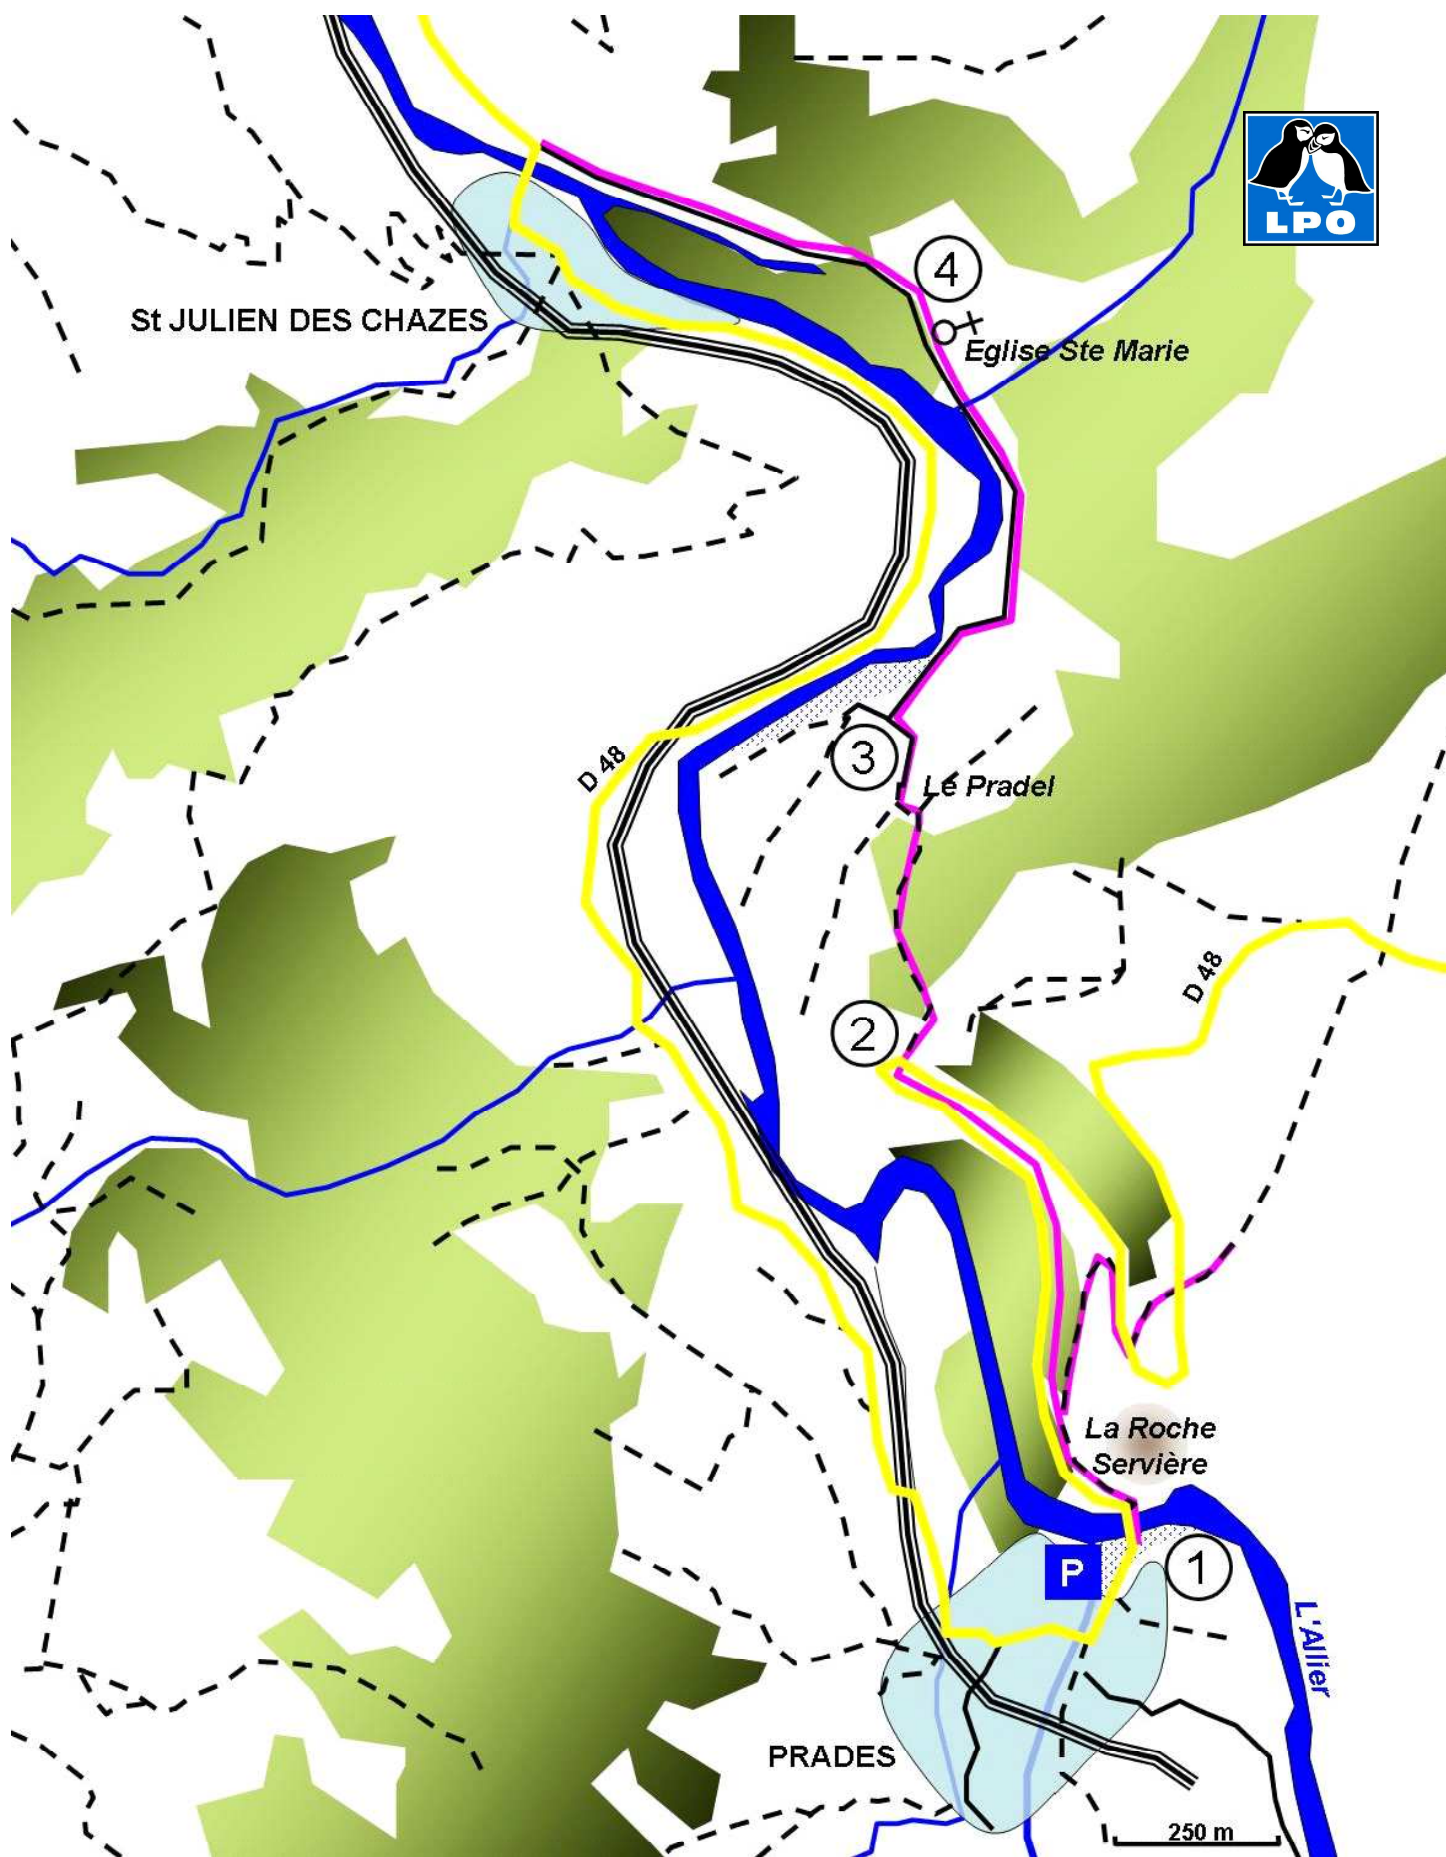 LPO
4
St JULIEN DES CHAZES
Eglise Ste Marie
D 48
3
Le Pradel
D 48
2
La Roche
Servière
P
1
L'Allier
PRADES
250 m